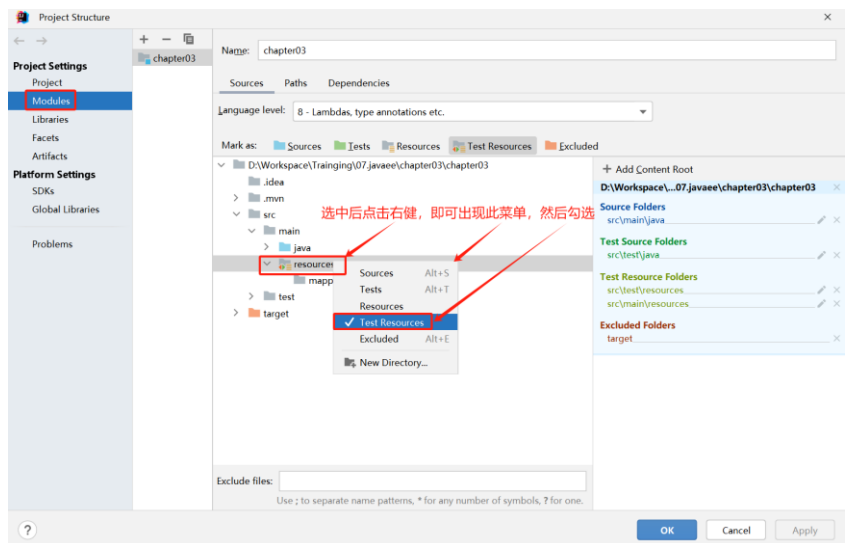 Project Structure
Project Settings
Project
Modules
Libraries
Facets
Artifacts
Platform Settings
SDKs
Global Libraries
Problems
chapter03
Name: chapter03
Sources Paths Dependencies
Language level: 8 - Lambdas, type annotations etc.
Mark as: Sources Tests Resources Test Resources Excluded
D:\Workspace\Trainging\07.javaee\chapter03\chapter03
.idea
.mvn
src
选中后点击右健，即可出现此菜单，然后勾选
main
java
resources
mapp
test
target
Sources Alt+S
Tests Alt+T
Resources
Test Resources
Excluded Alt+E
New Directory...
+ Add Content Root
D:\Workspace\...07.javaee\chapter03\chapter03
Source Folders
src\main\java
Test Source Folders
src\test\java
Test Resource Folders
src\test\resources
src\main\resources
Excluded Folders
target
Exclude files:
Use ; to separate name patterns, * for any number of symbols, ? for one.
?
OK Cancel Apply